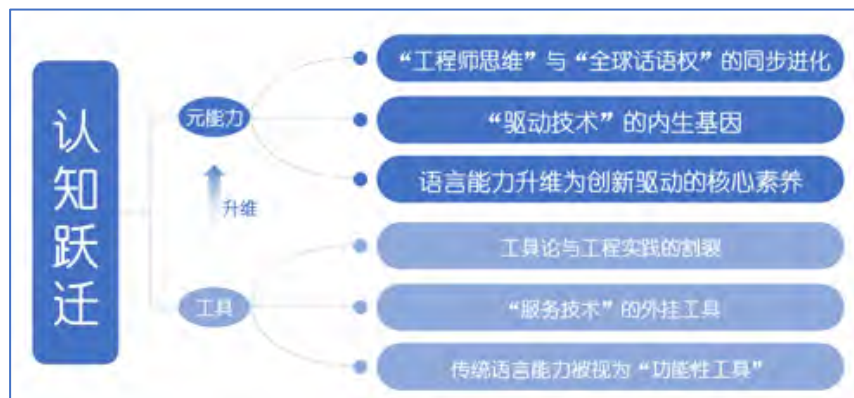 认知跃迁
元能力
“工程师思维”与“全球话语权”的同步进化
“驱动技术”的内生基因
语言能力升维为创新驱动的核心素养
升维
工具
工具论与工程实践的割裂
“服务技术”的外挂工具
传统语言能力被视为“功能性工具”